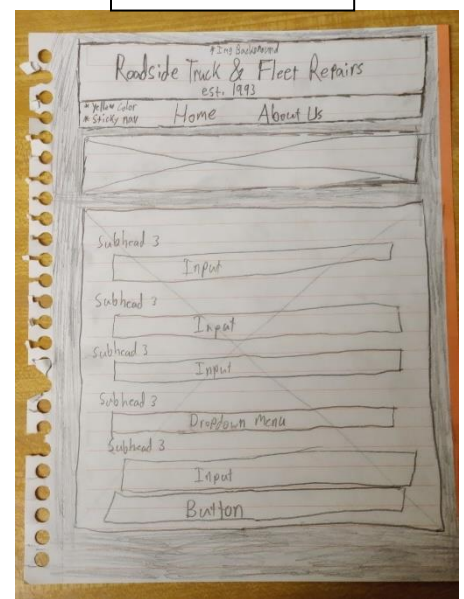 * Img Background
Roadside Truck & Fleet Repairs
est. 1993
* Yellow Color
* Sticky nav
Home About Us
Subhead 3
Input
Subhead 3
Input
Subhead 3
Input
Subhead 3
Dropdown Menu
Subhead 3
Input
Button